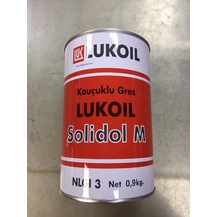 LUKOIL
Kauçuklu Gres
LUKOIL
Solidol M
NLGI 3 Net 0,9kg.